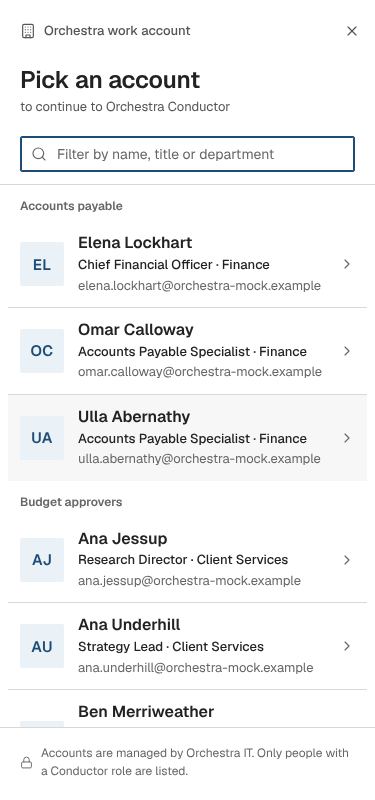 Orchestra work account
Pick an account
to continue to Orchestra Conductor
Filter by name, title or department
Accounts payable
EL
Elena Lockhart
Chief Financial Officer · Finance
elena.lockhart@orchestra-mock.example
OC
Omar Calloway
Accounts Payable Specialist · Finance
omar.calloway@orchestra-mock.example
UA
Ulla Abernathy
Accounts Payable Specialist · Finance
ulla.abernathy@orchestra-mock.example
Budget approvers
AJ
Ana Jessup
Research Director · Client Services
ana.jessup@orchestra-mock.example
AU
Ana Underhill
Strategy Lead · Client Services
ana.underhill@orchestra-mock.example
Ben Merriweather
Accounts are managed by Orchestra IT. Only people with
a Conductor role are listed.